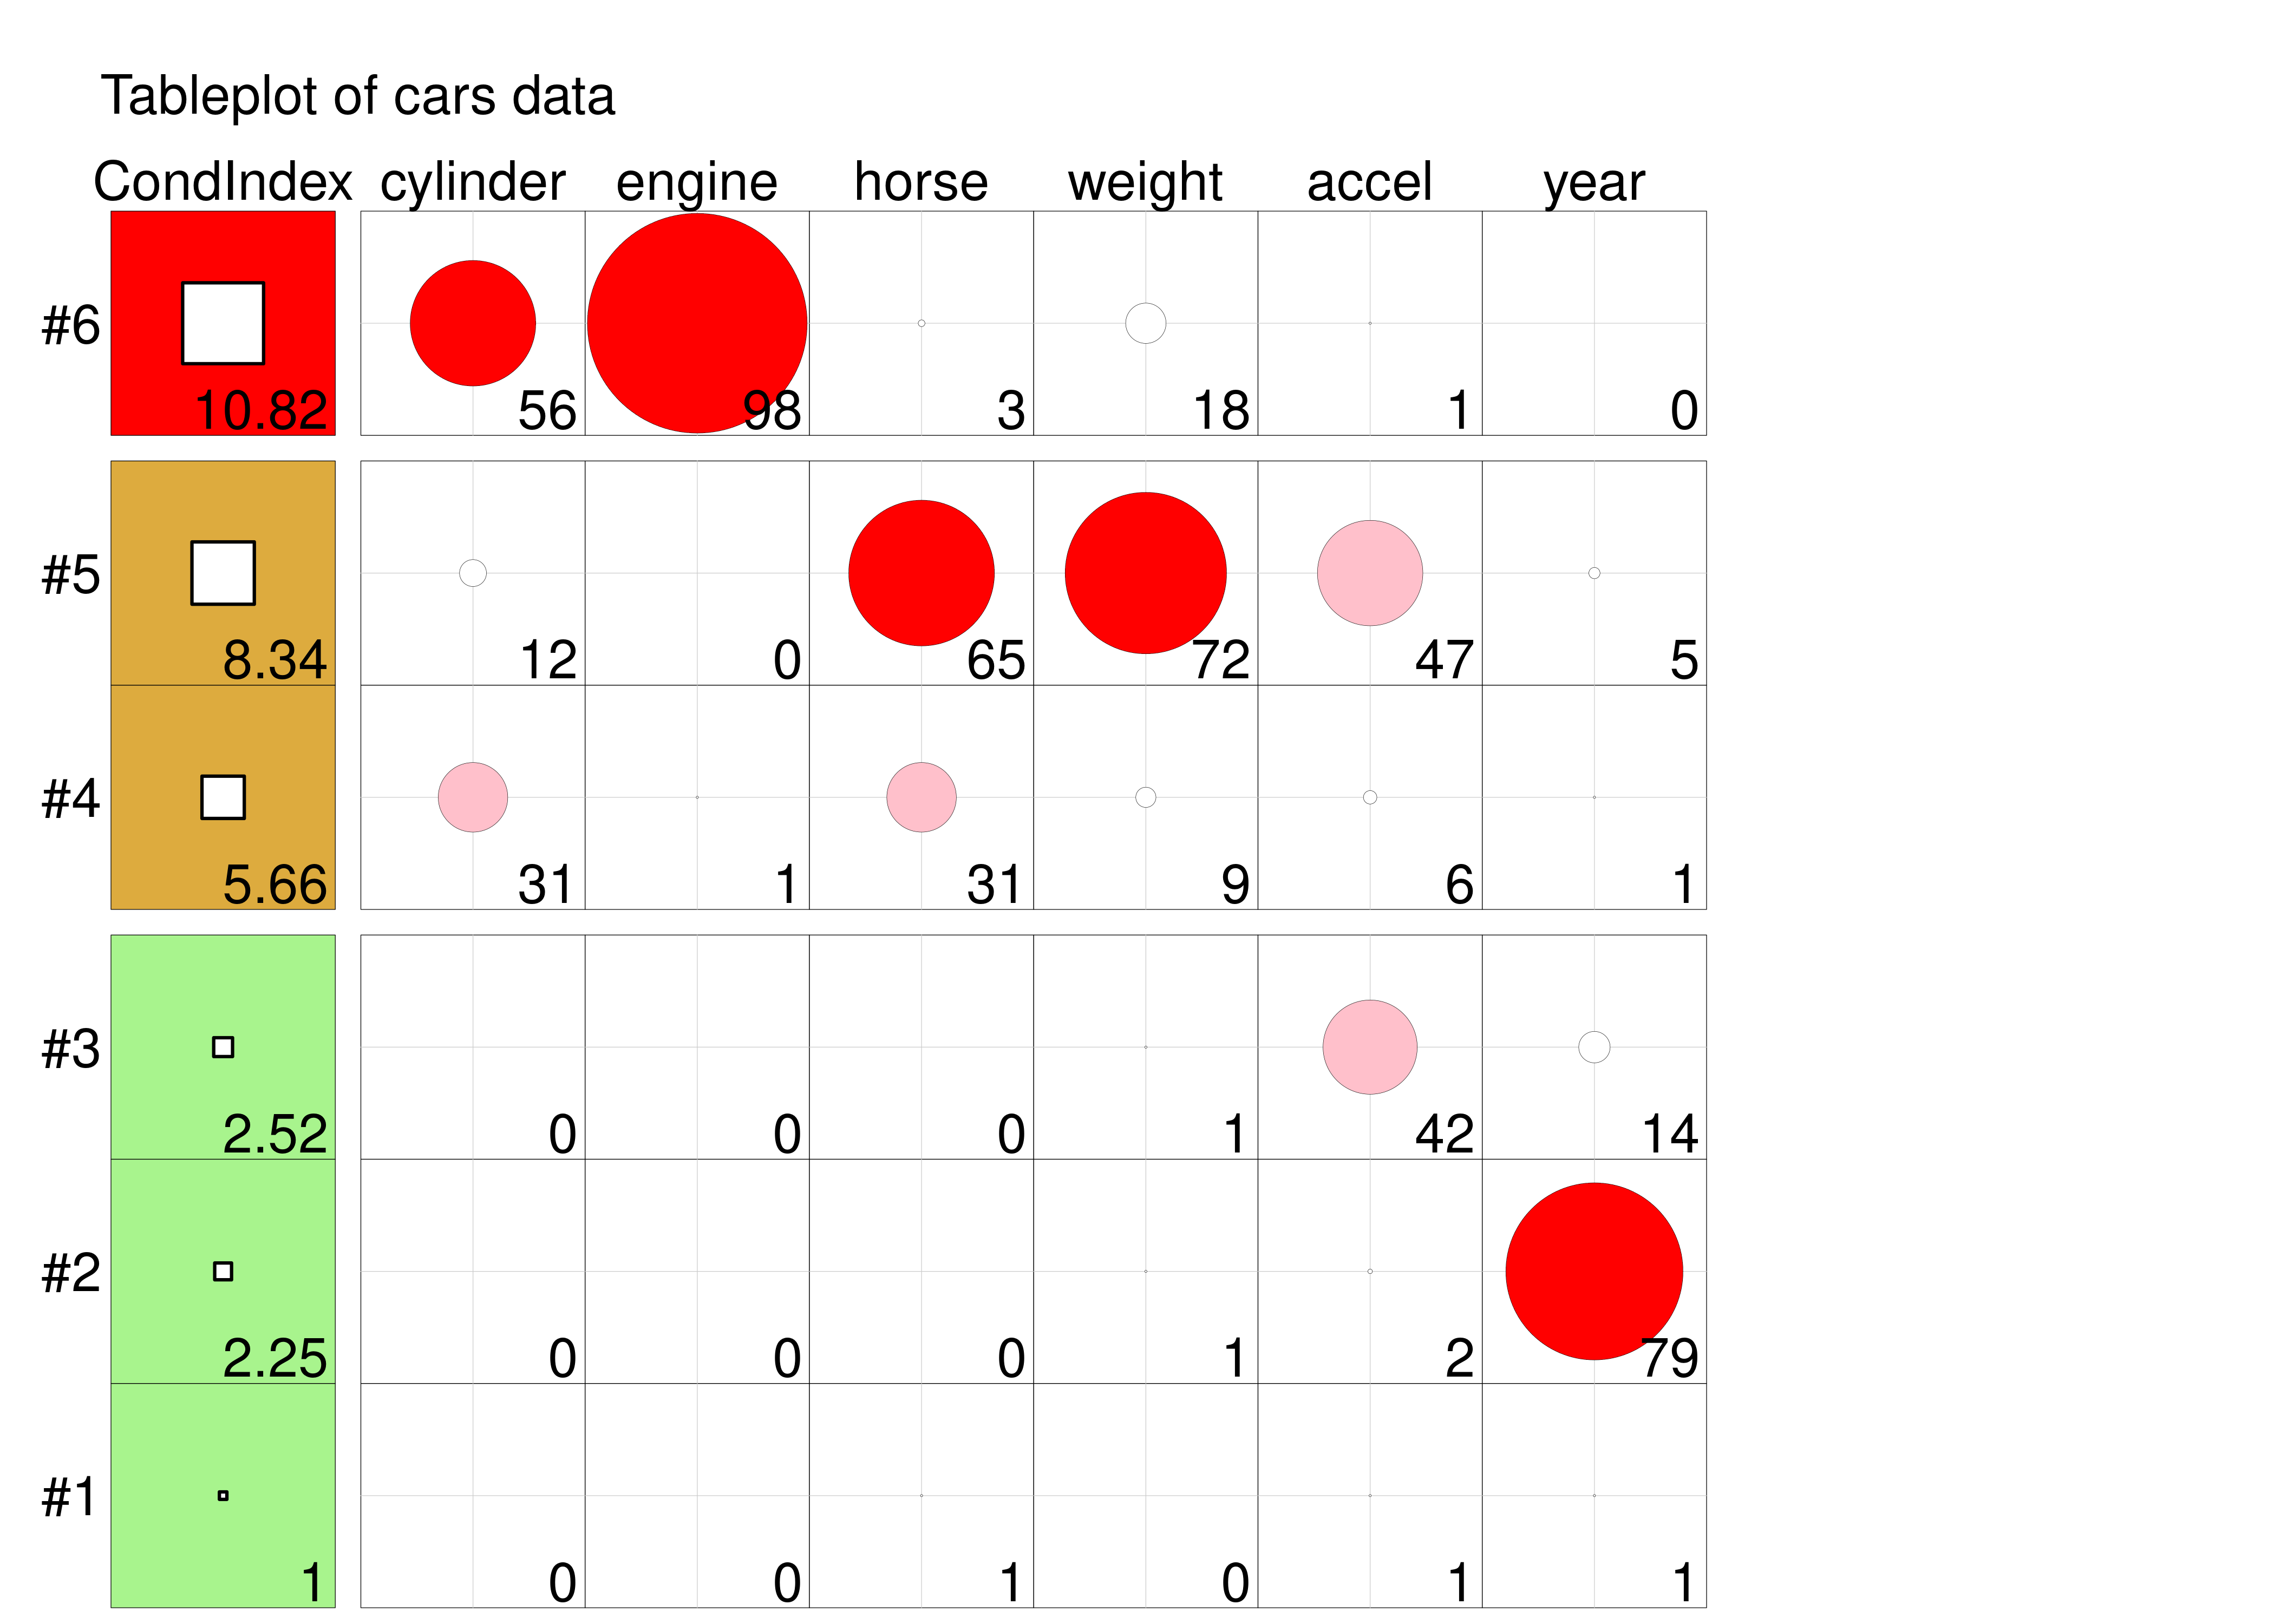 Tableplot of cars data
CondIndex cylinder engine horse weight accel year
#6 10.82 56 98 3 18 1 0
#5 8.34 12 0 65 72 47 5
#4 5.66 31 1 31 9 6 1
#3 2.52 0 0 0 1 42 14
#2 2.25 0 0 0 1 2 79
#1 1 0 0 1 0 1 1